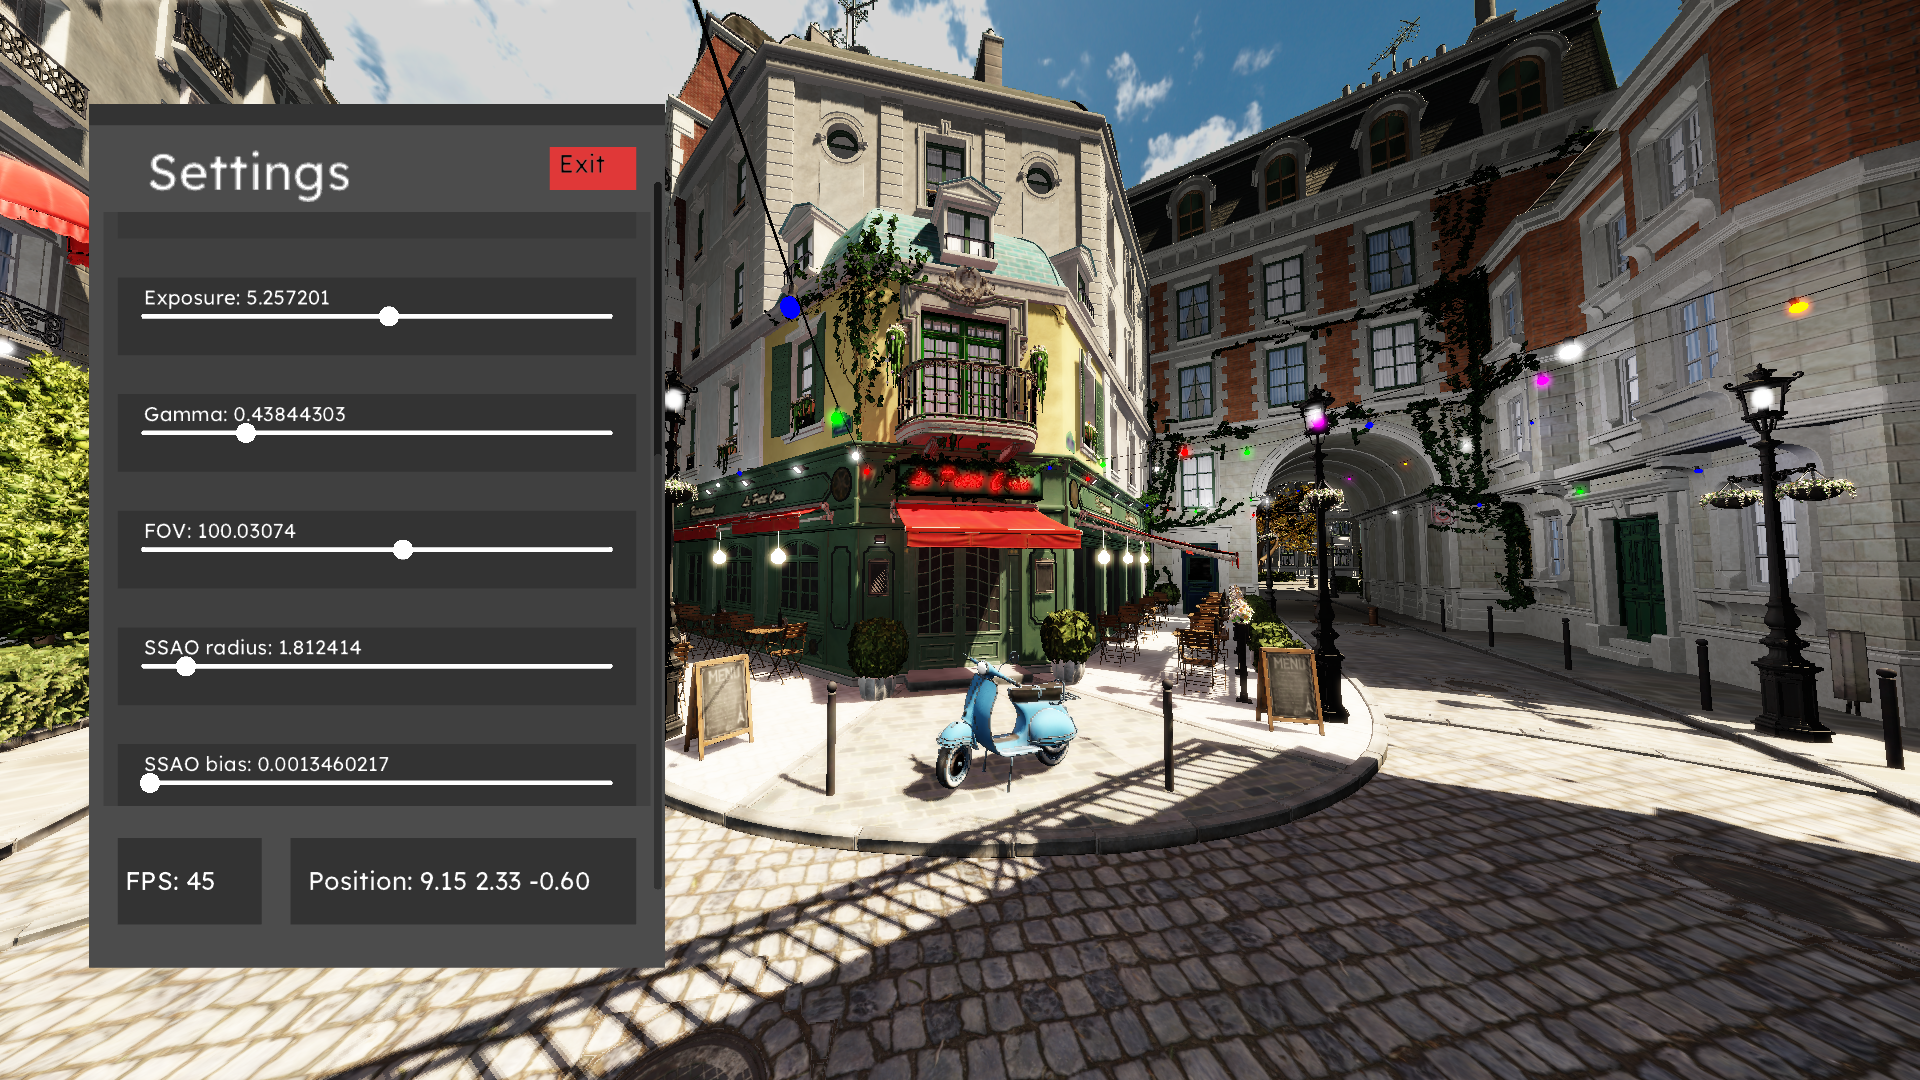 Settings
Exit
Exposure: 5.257201
Gamma: 0.43844303
FOV: 100.03074
SSAO radius: 1.812414
SSAO bias: 0.0013460217
FPS: 45
Position: 9.15 2.33 -0.60
MENU
MENU